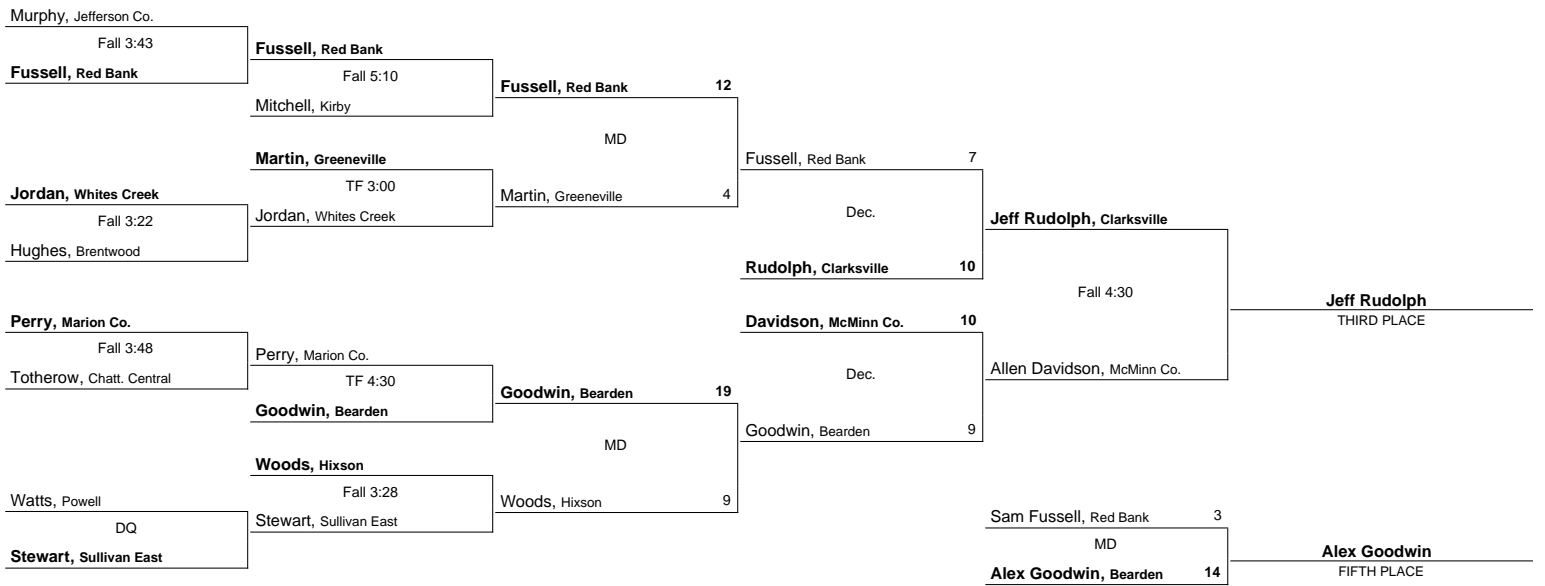 Murphy, Jefferson Co.
Fall 3:43
Fussell, Red Bank
Jordan, Whites Creek
Fall 3:22
Hughes, Brentwood
Perry, Marion Co.
Fall 3:48
Totherow, Chatt. Central
Watts, Powell
DQ
Stewart, Sullivan East
Fussell, Red Bank
Fall 5:10
Mitchell, Kirby
Martin, Greeneville
TF 3:00
Jordan, Whites Creek
Perry, Marion Co.
TF 4:30
Goodwin, Bearden
Woods, Hixson
Fall 3:28
Stewart, Sullivan East
Fussell, Red Bank 12
MD
Martin, Greeneville 4
Goodwin, Bearden 19
MD
Woods, Hixson 9
Fussell, Red Bank 7
Dec.
Rudolph, Clarksville 10
Davidson, McMinn Co. 10
Dec.
Goodwin, Bearden 9
Jeff Rudolph, Clarksville
Fall 4:30
Allen Davidson, McMinn Co.
Jeff Rudolph
THIRD PLACE
Sam Fussell, Red Bank 3
MD
Alex Goodwin, Bearden 14
Alex Goodwin
FIFTH PLACE